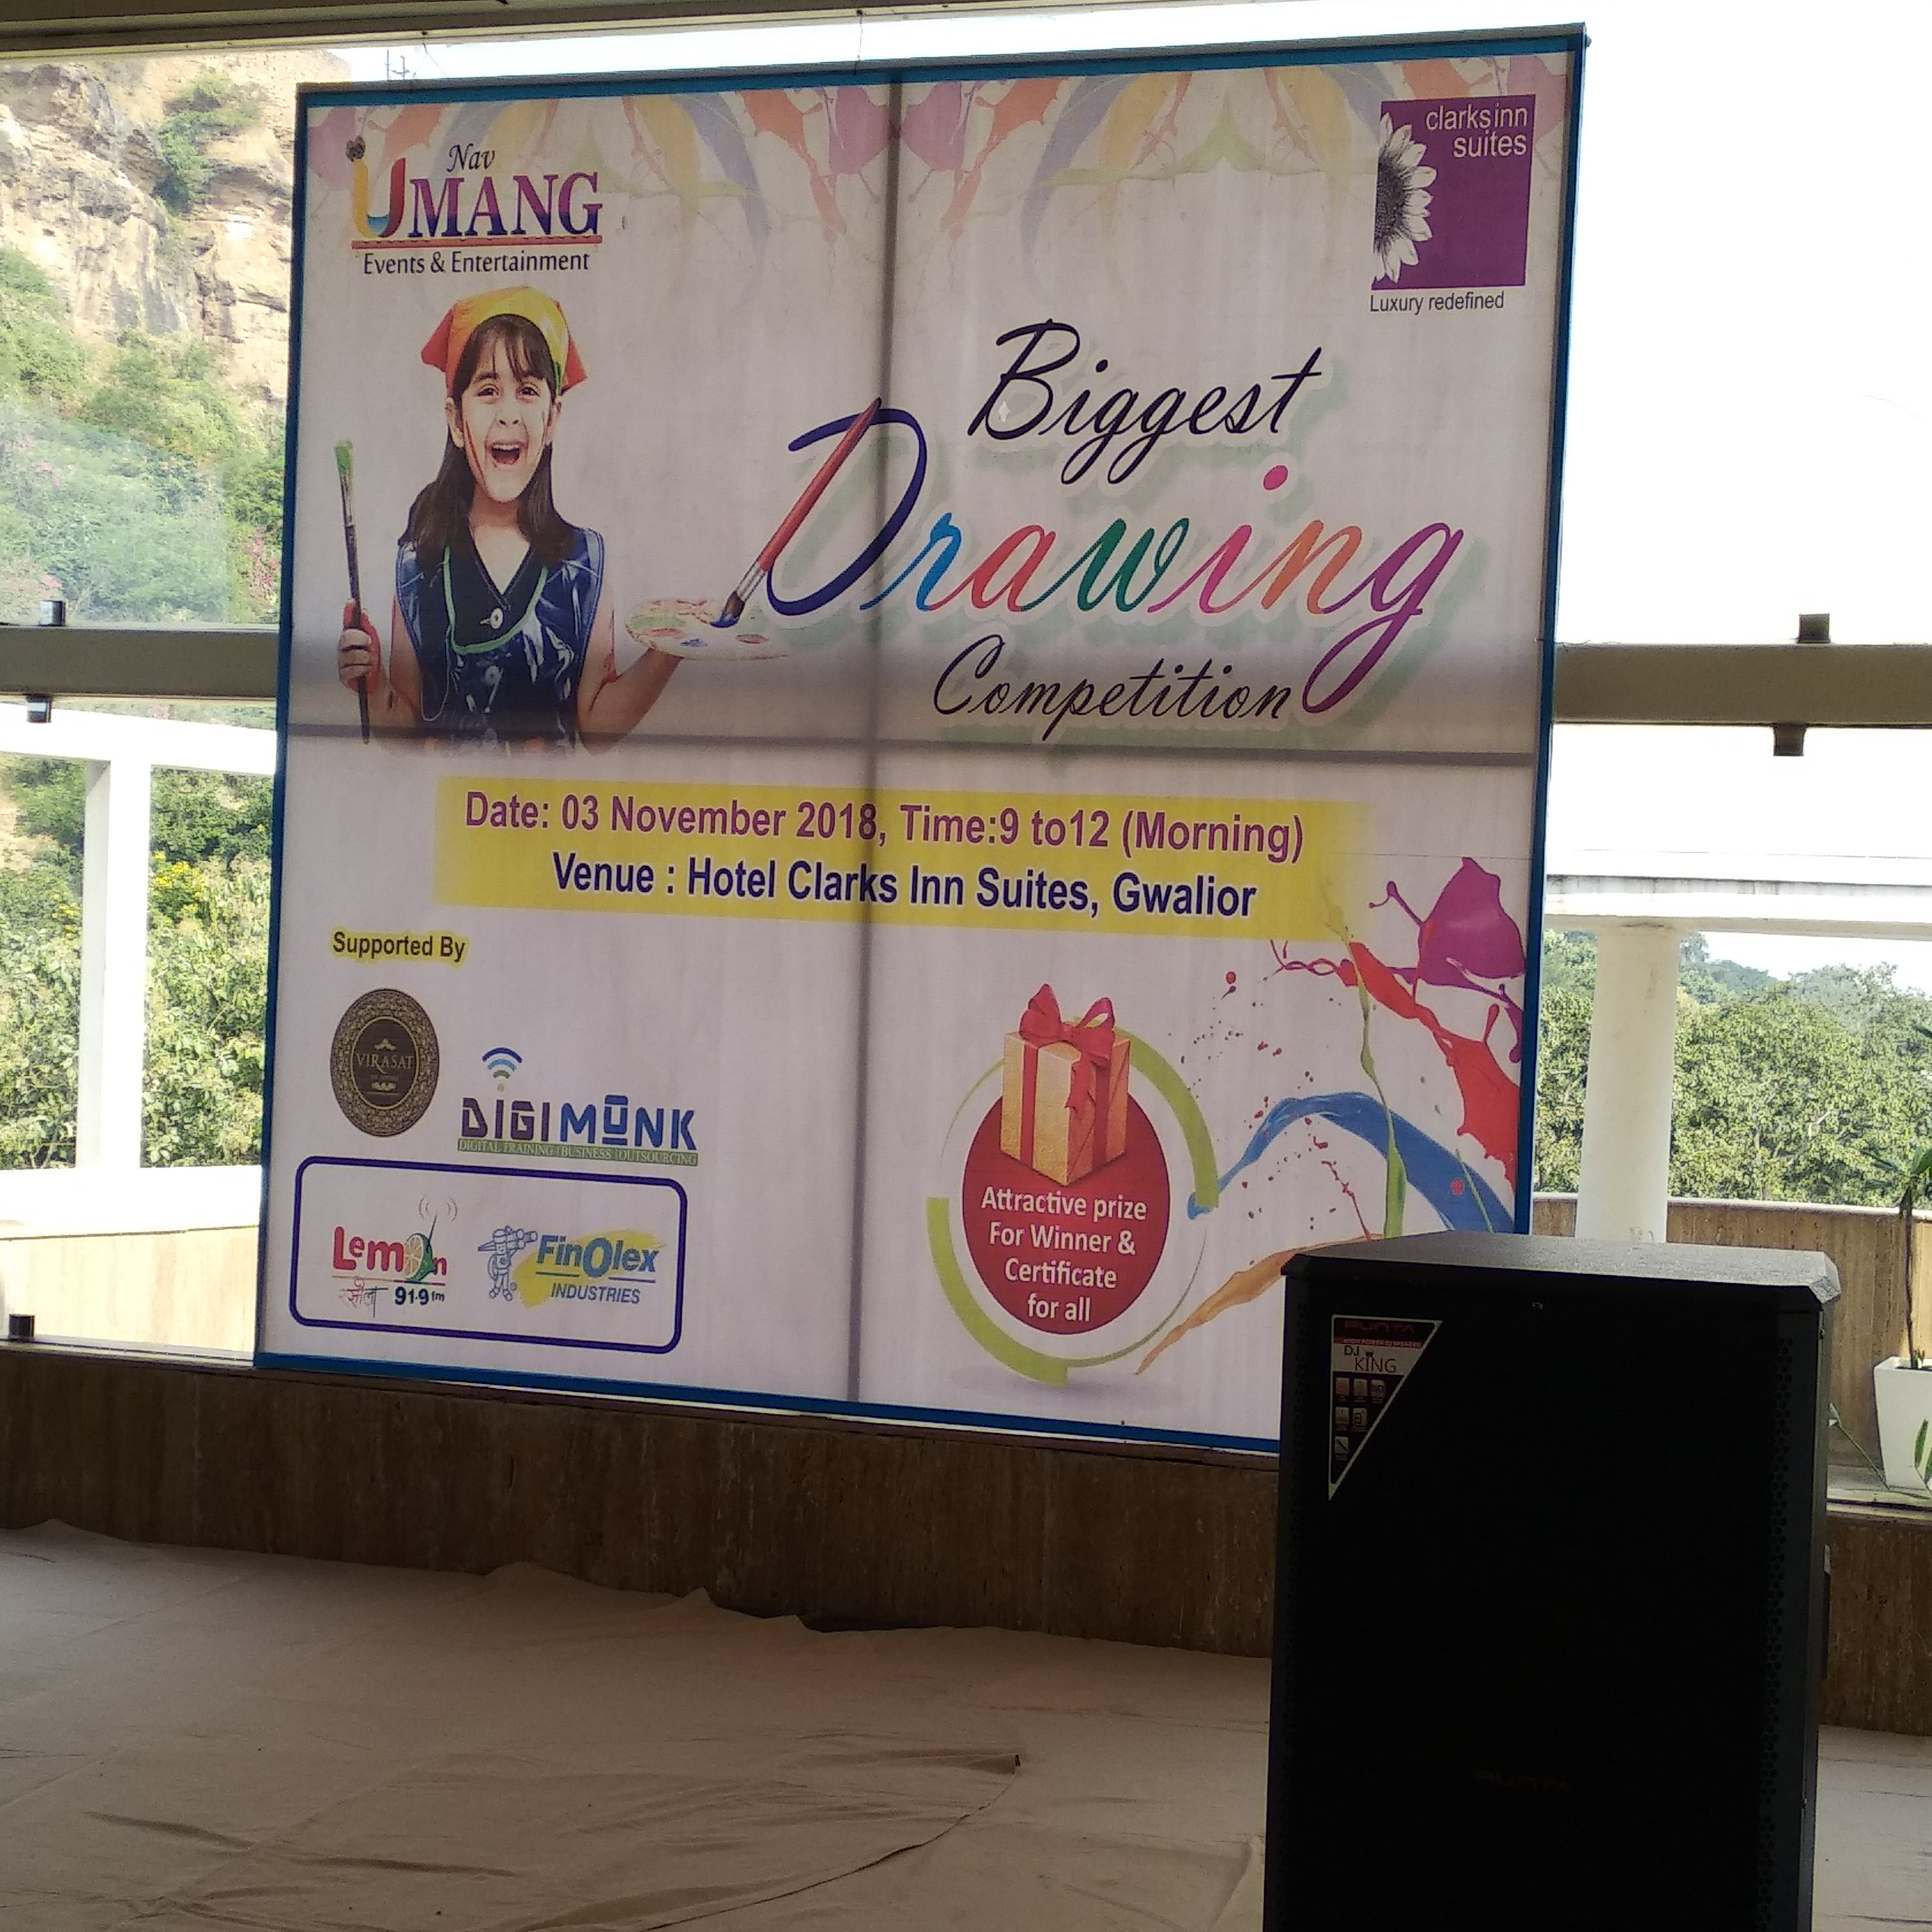 Nav
UMANG
Events & Entertainment
clarksinn
suites
Luxury redefined
Biggest
Drawing
Competition
Date: 03 November 2018, Time:9 to12 (Morning)
Venue : Hotel Clarks Inn Suites, Gwalior
Supported By
VIRASAT
DIGIMONK
DIGITAL TRAINING | BUSINESS | OUTSOURCING
Lemon
रसीला 91.9 fm
FinOlex
INDUSTRIES
Attractive prize
For Winner &
Certificate
for all
PUNTA
DJ
KING
PUNTA